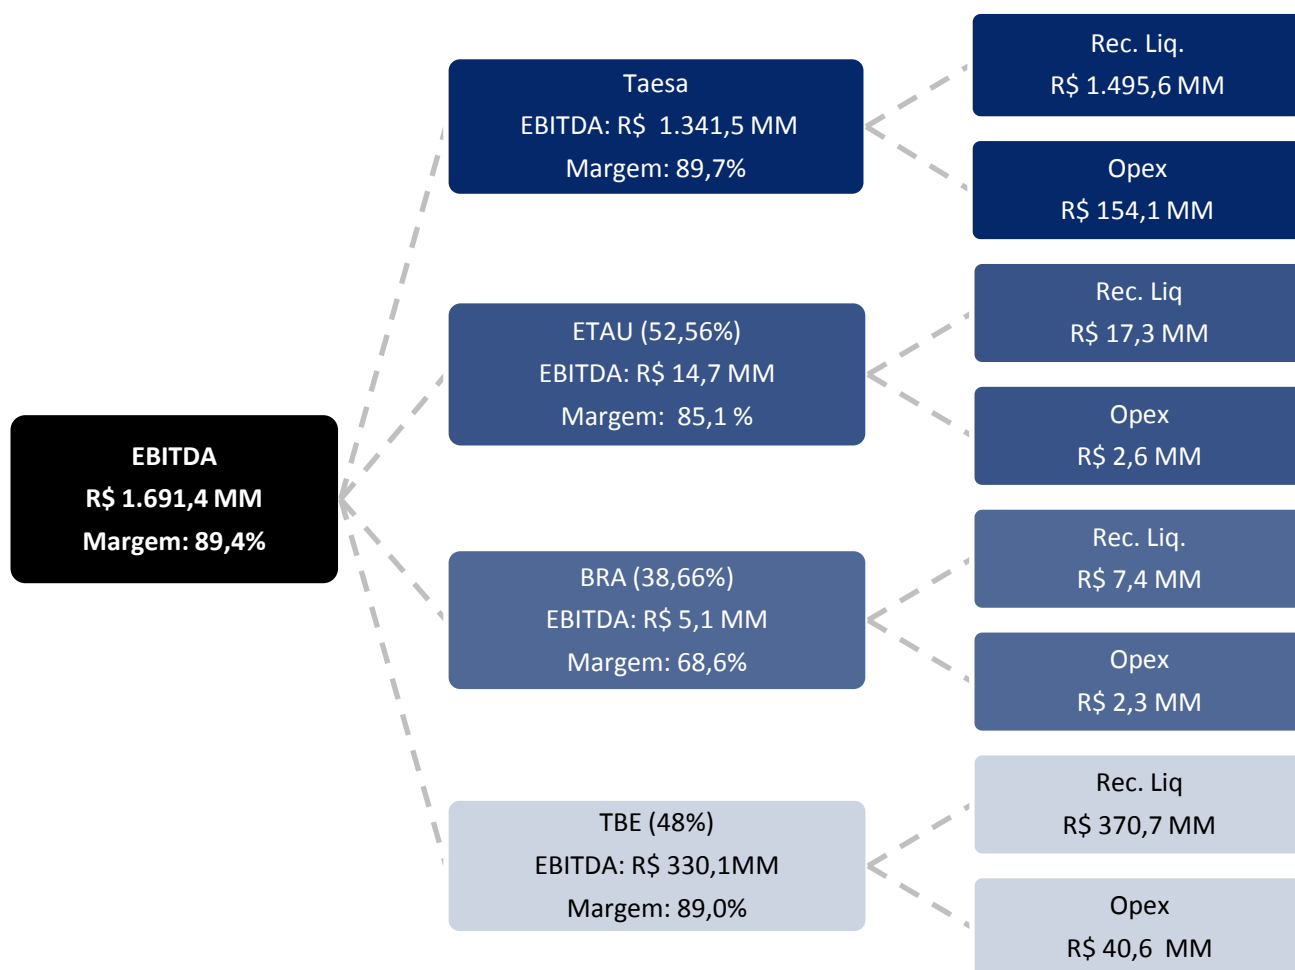 EBITDA
R$ 1.691,4 MM
Margem: 89,4%
Taesa
EBITDA: R$ 1.341,5 MM
Margem: 89,7%
Rec. Liq.
R$ 1.495,6 MM
Opex
R$ 154,1 MM
ETAU (52,56%)
EBITDA: R$ 14,7 MM
Margem: 85,1 %
Rec. Liq
R$ 17,3 MM
Opex
R$ 2,6 MM
BRA (38,66%)
EBITDA: R$ 5,1 MM
Margem: 68,6%
Rec. Liq.
R$ 7,4 MM
Opex
R$ 2,3 MM
TBE (48%)
EBITDA: R$ 330,1MM
Margem: 89,0%
Rec. Liq
R$ 370,7 MM
Opex
R$ 40,6 MM